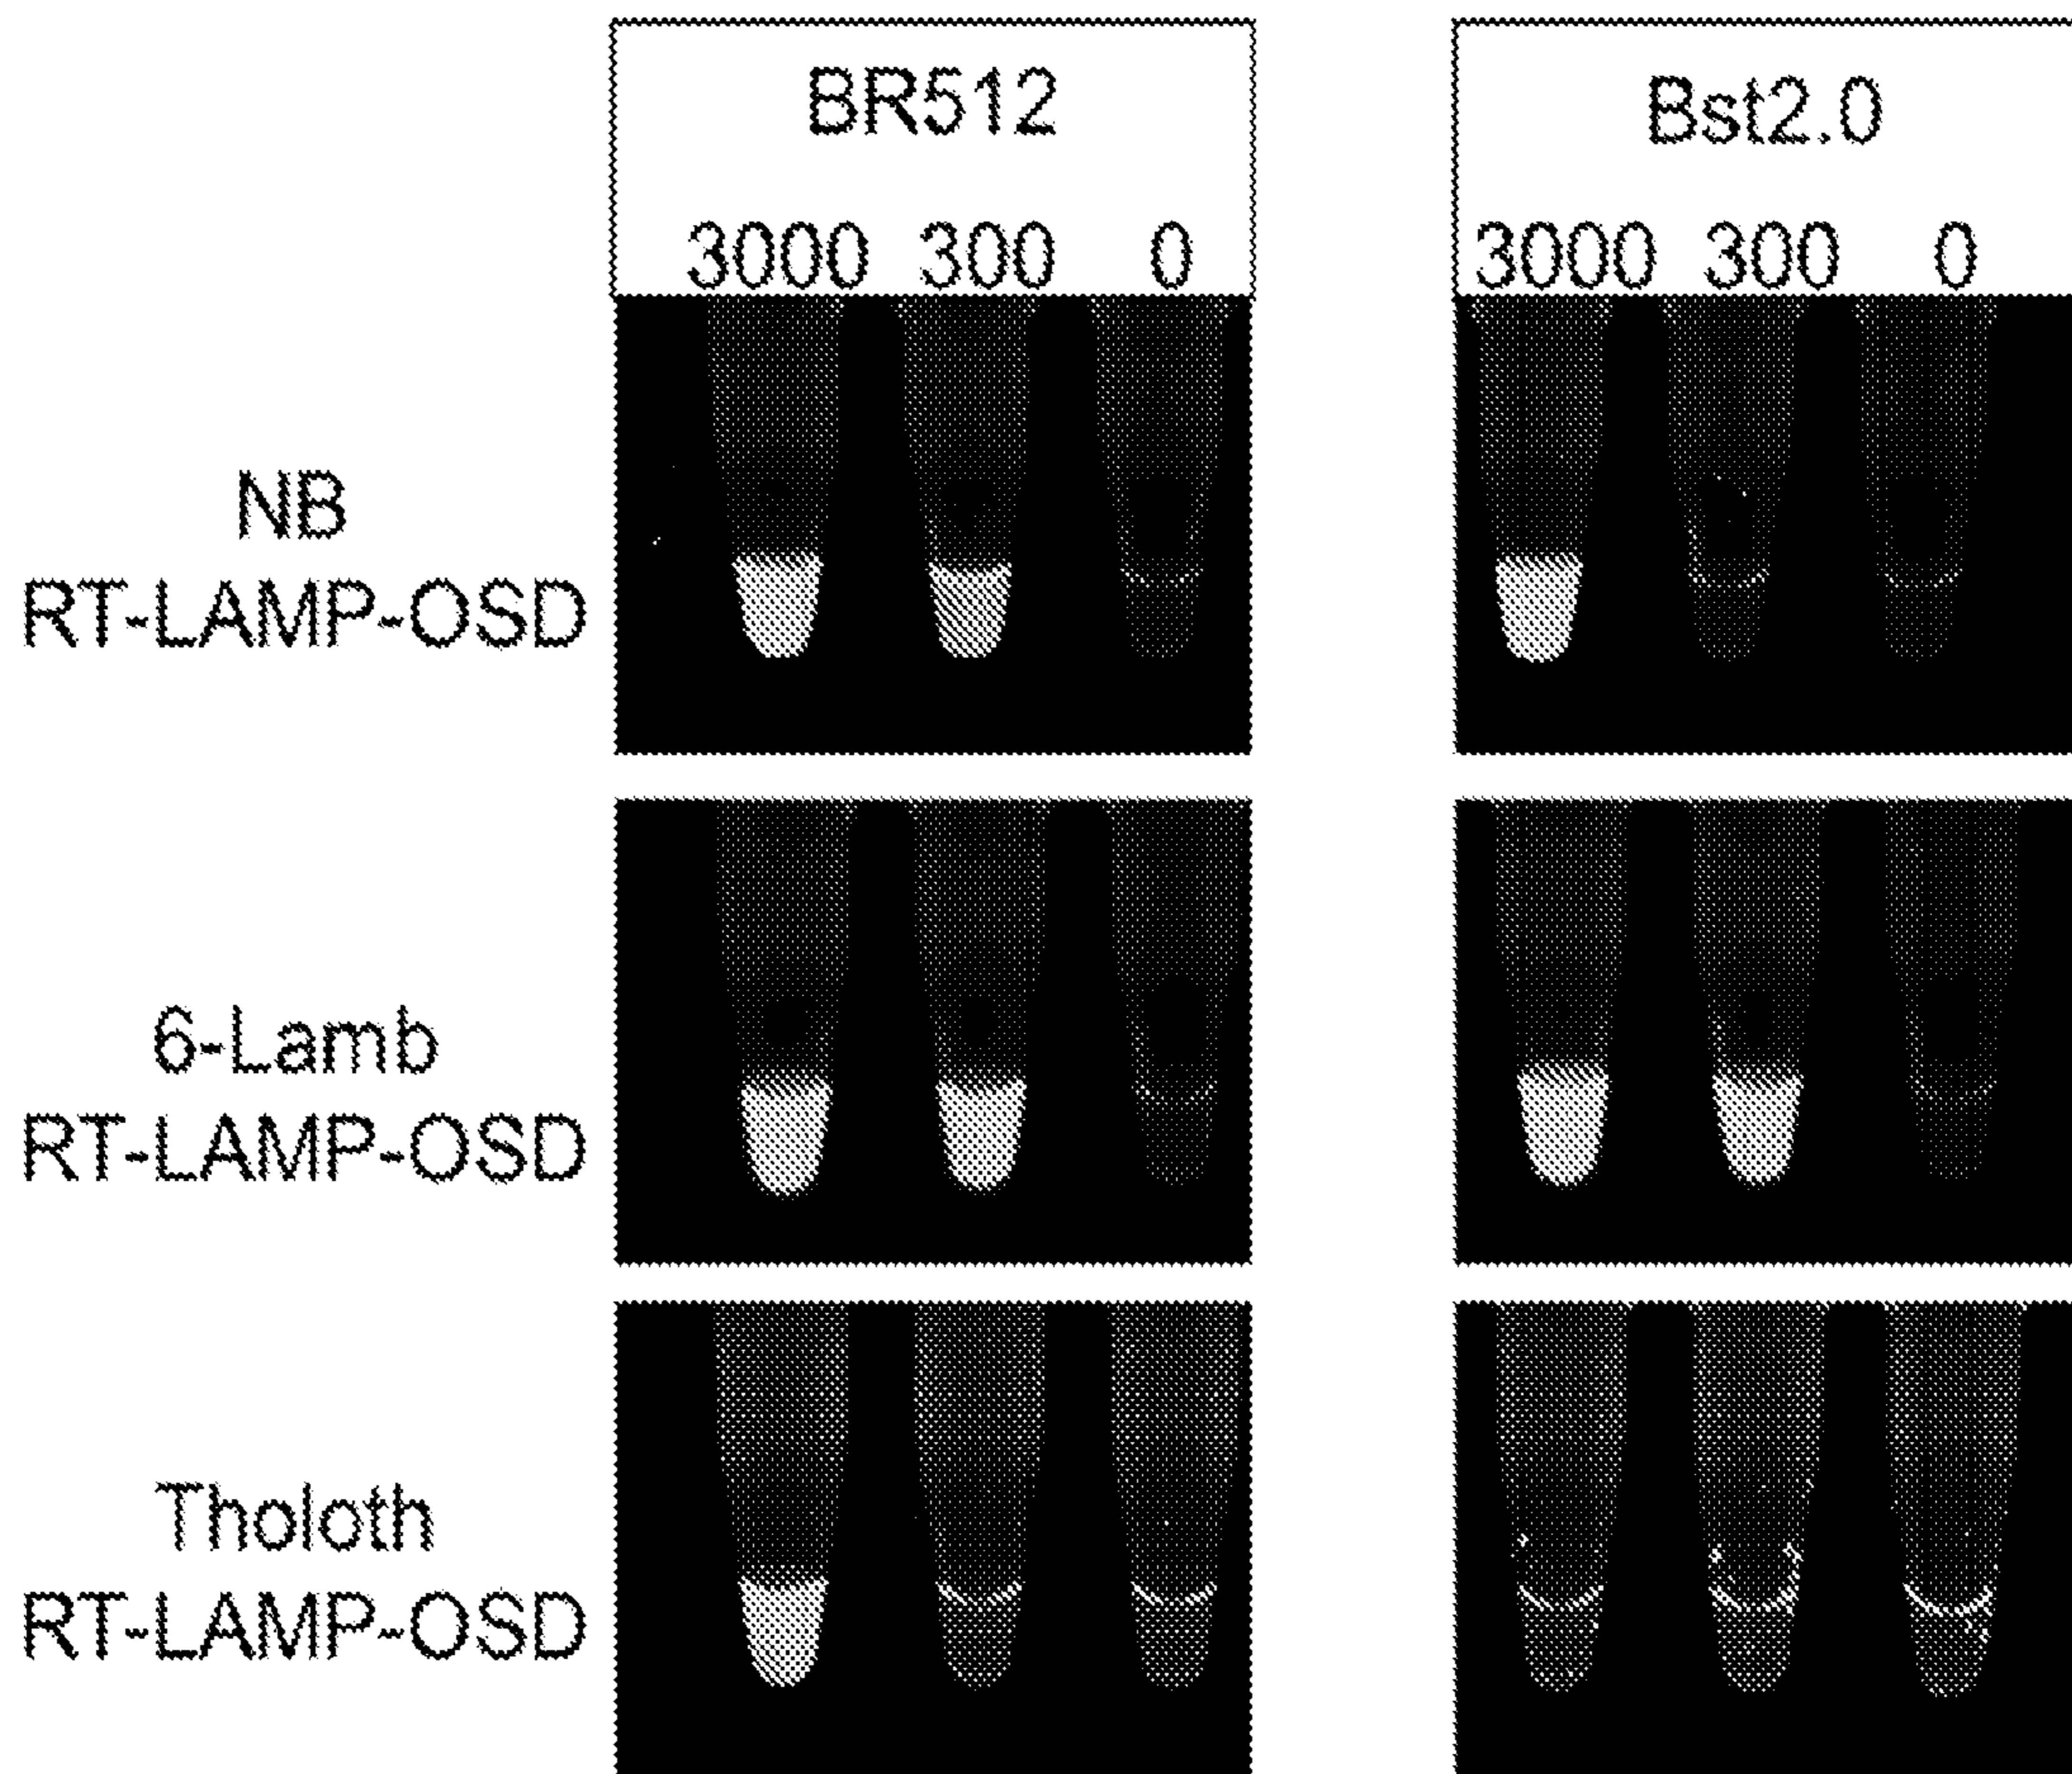 BR512
Bst2.0
3000 300 0
3000 300 0
NB
RT-LAMP-OSD
6-Lamb
RT-LAMP-OSD
Tholoth
RT-LAMP-OSD